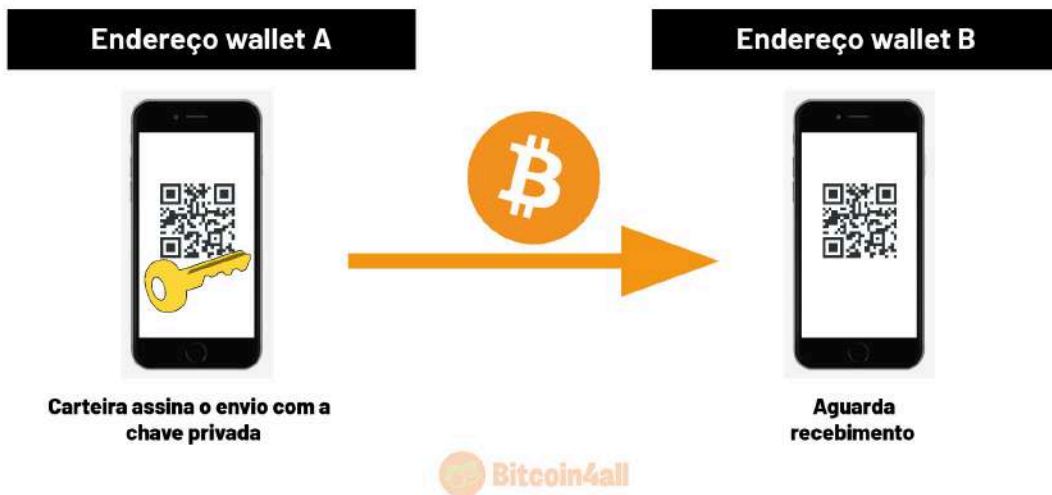 Endereço wallet A
Endereço wallet B
Carteira assina o envio com a
chave privada
Aguarda
recebimento
Bitcoin4all